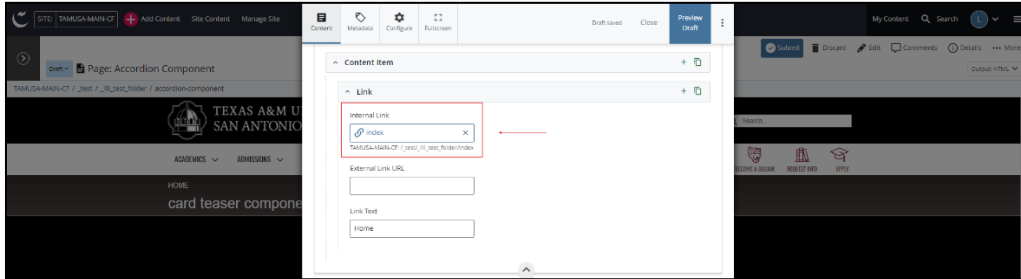 SITE: TAMUSA-MAIN-CF Add Content Site Content Manage Site
Content Metadata Configure Fullscreen Draft saved Close Preview Draft
My Content Search L
Submit Discard Edit Comments Details More
Draft Page: Accordion Component
Output: HTML
TAMUSA-MAIN-CF / _test / _lill_test_folder / accordion-component
Content Item
Link
Internal Link
index
TAMUSA-MAIN-CF: /_test/_lill_test_folder/index
External Link URL
Link Text
Home
TEXAS A&M U
SAN ANTONIO
Search...
ACADEMICS ADMISSIONS
BECOME A JAGUAR REQUEST INFO APPLY
HOME
card teaser compone